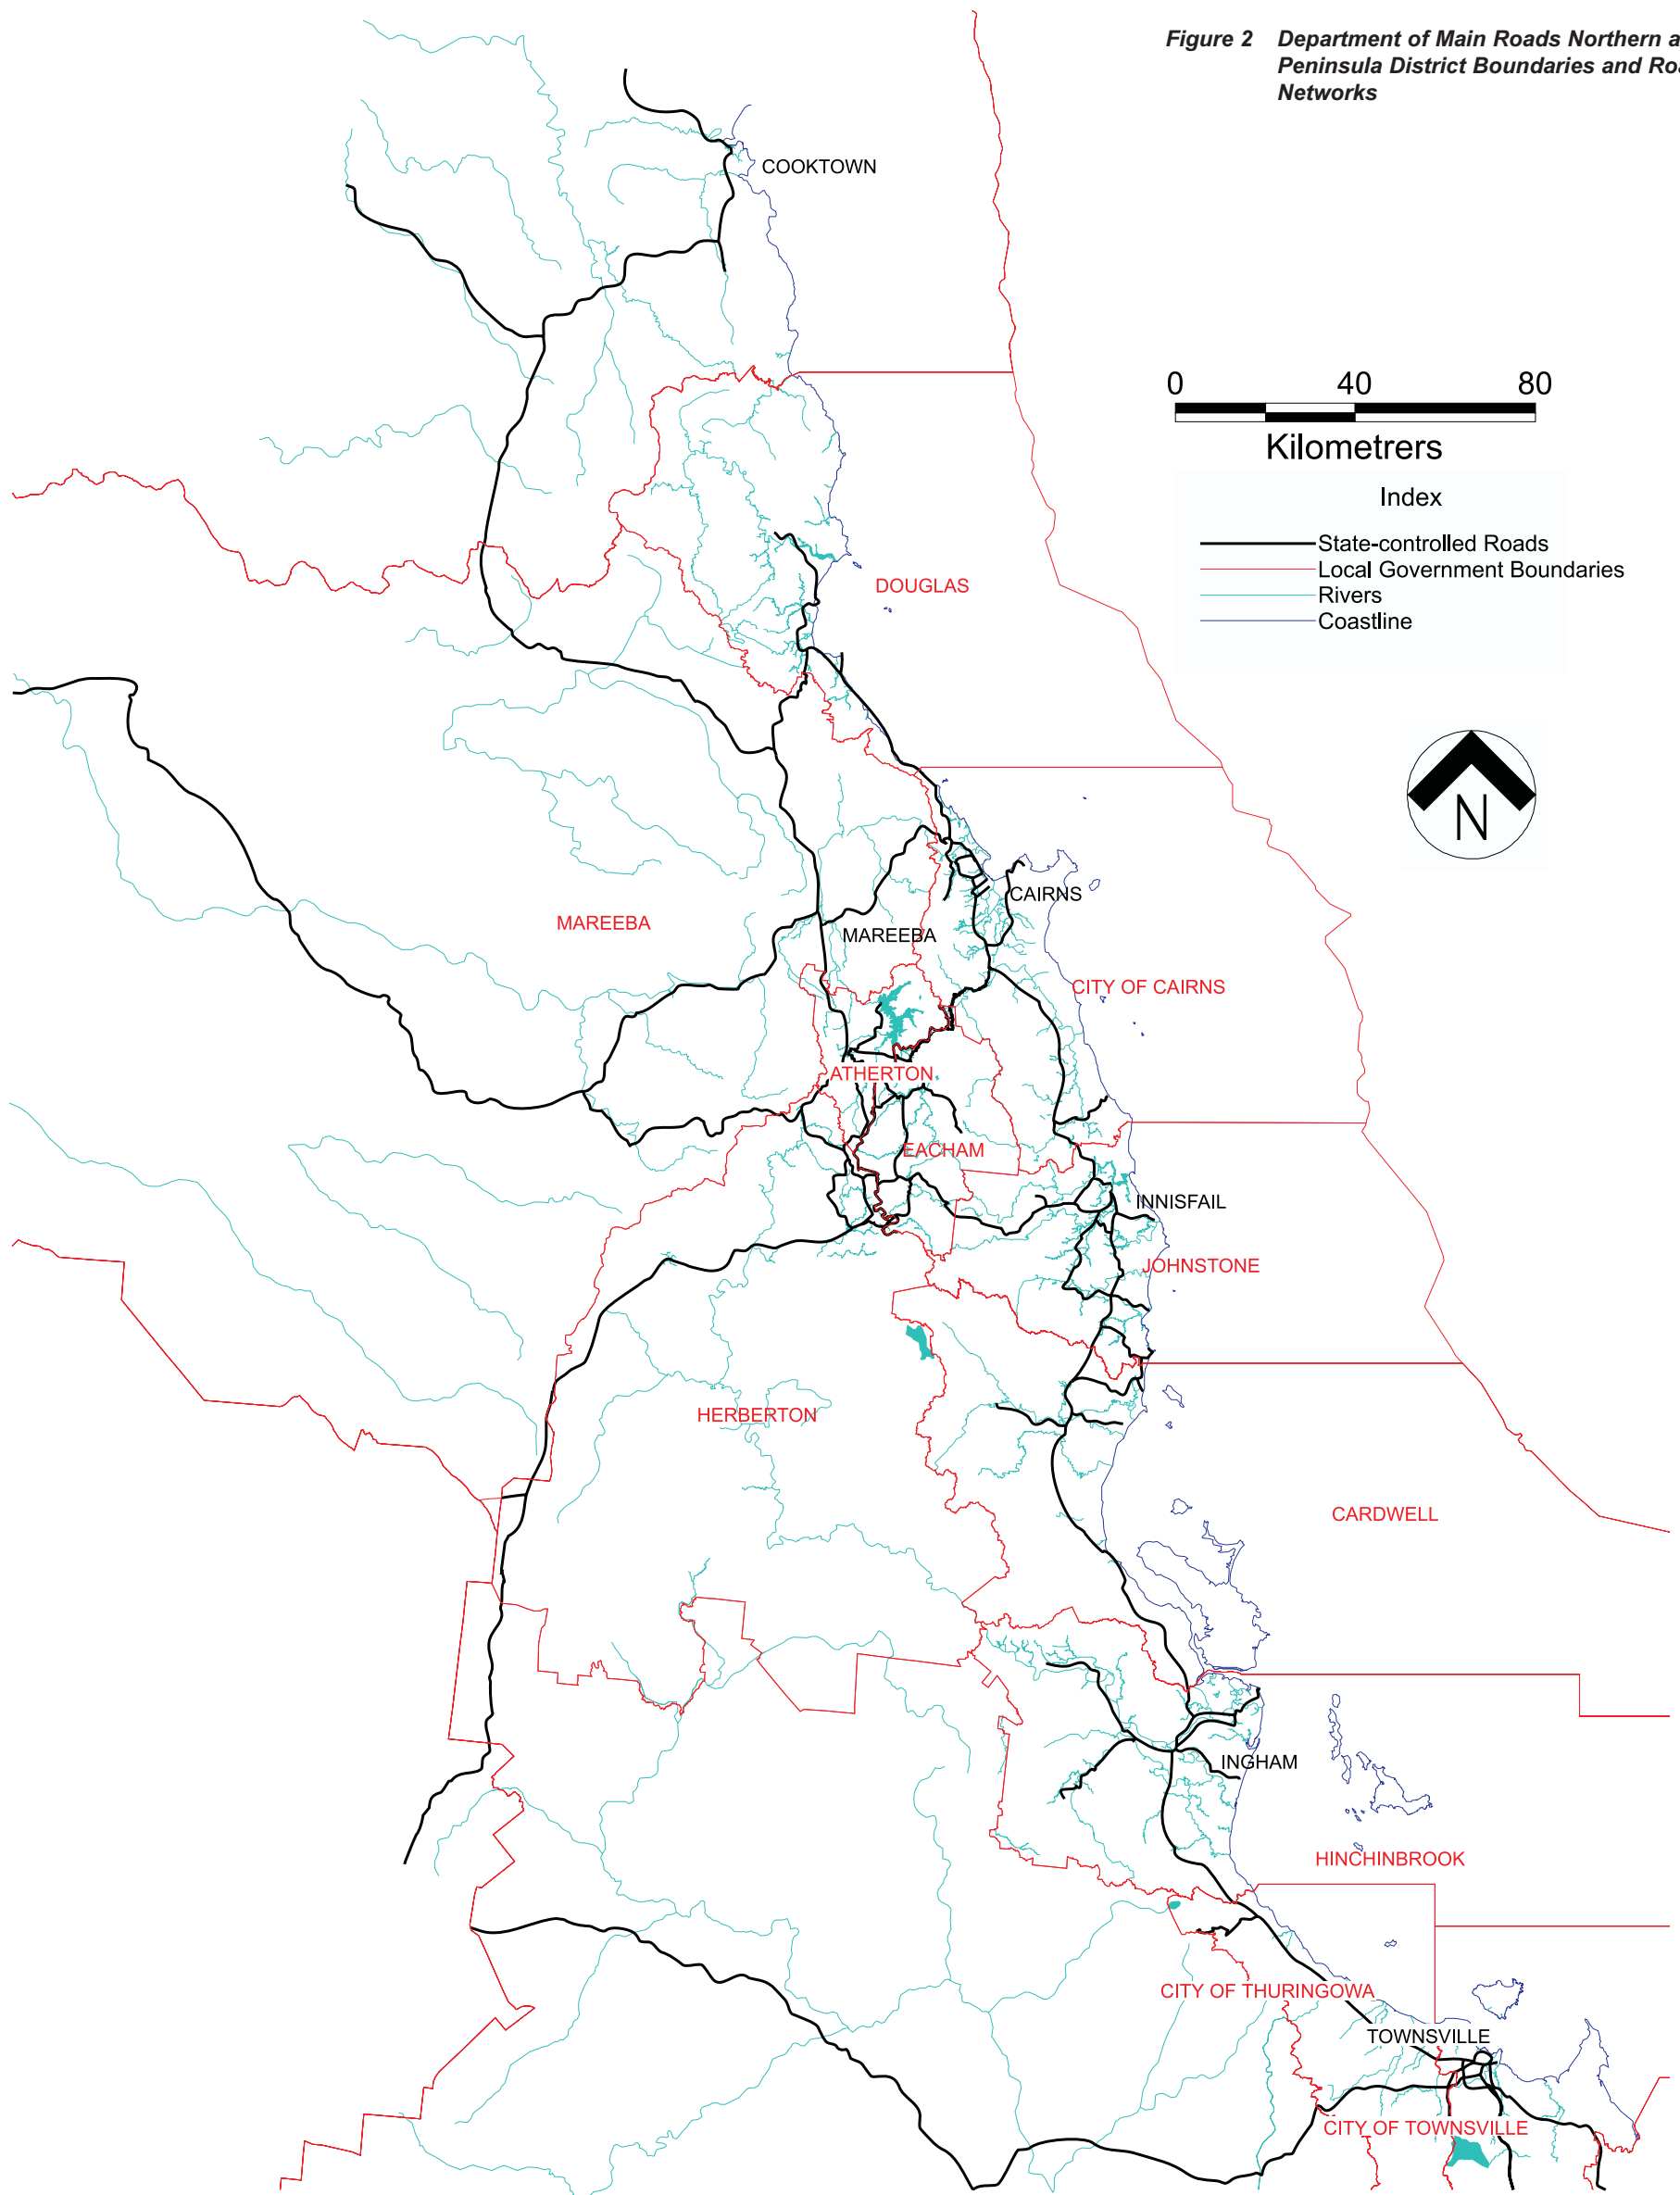 Figure 2 Department of Main Roads Northern a
Peninsula District Boundaries and Roa
Networks
COOKTOWN
0 40 80
Kilometrers
Index
State-controlled Roads
Local Government Boundaries
Rivers
Coastline
DOUGLAS
N
CAIRNS
MAREEBA
MAREEBA
CITY OF CAIRNS
ATHERTON
EACHAM
INNISFAIL
JOHNSTONE
HERBERTON
CARDWELL
INGHAM
HINCHINBROOK
CITY OF THURINGOWA
TOWNSVILLE
CITY OF TOWNSVILLE